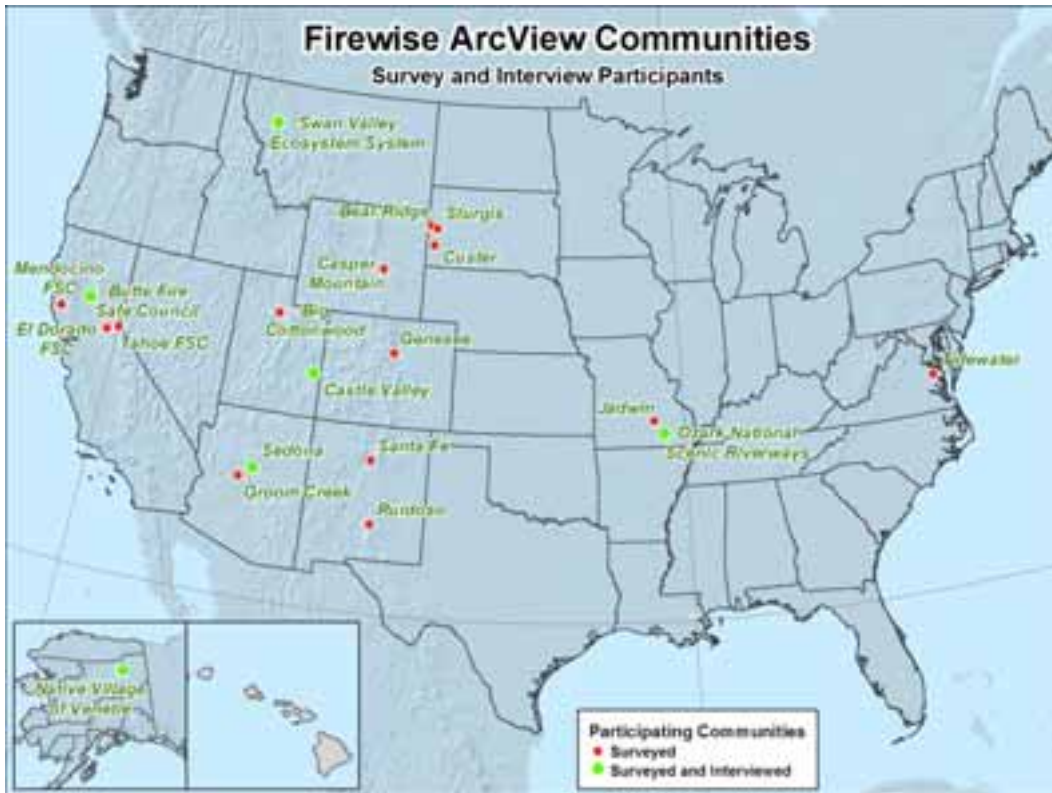 Firewise ArcView Communities
Survey and Interview Participants
Swan Valley
Ecosystem System
Bear Ridge
Sturgis
Custer
Casper
Mountain
Mendocino
FSC
Butte Fire
Safe Council
El Dorado
FSC
Tahoe FSC
Big
Cottonwood
Genesee
Castle Valley
Tidewater
Jadwin
Ozark National
Scenic Riverways
Sedona
Groom Creek
Santa Fe
Ruidoso
Native Village
of Venetie
Participating Communities
Surveyed
Surveyed and Interviewed